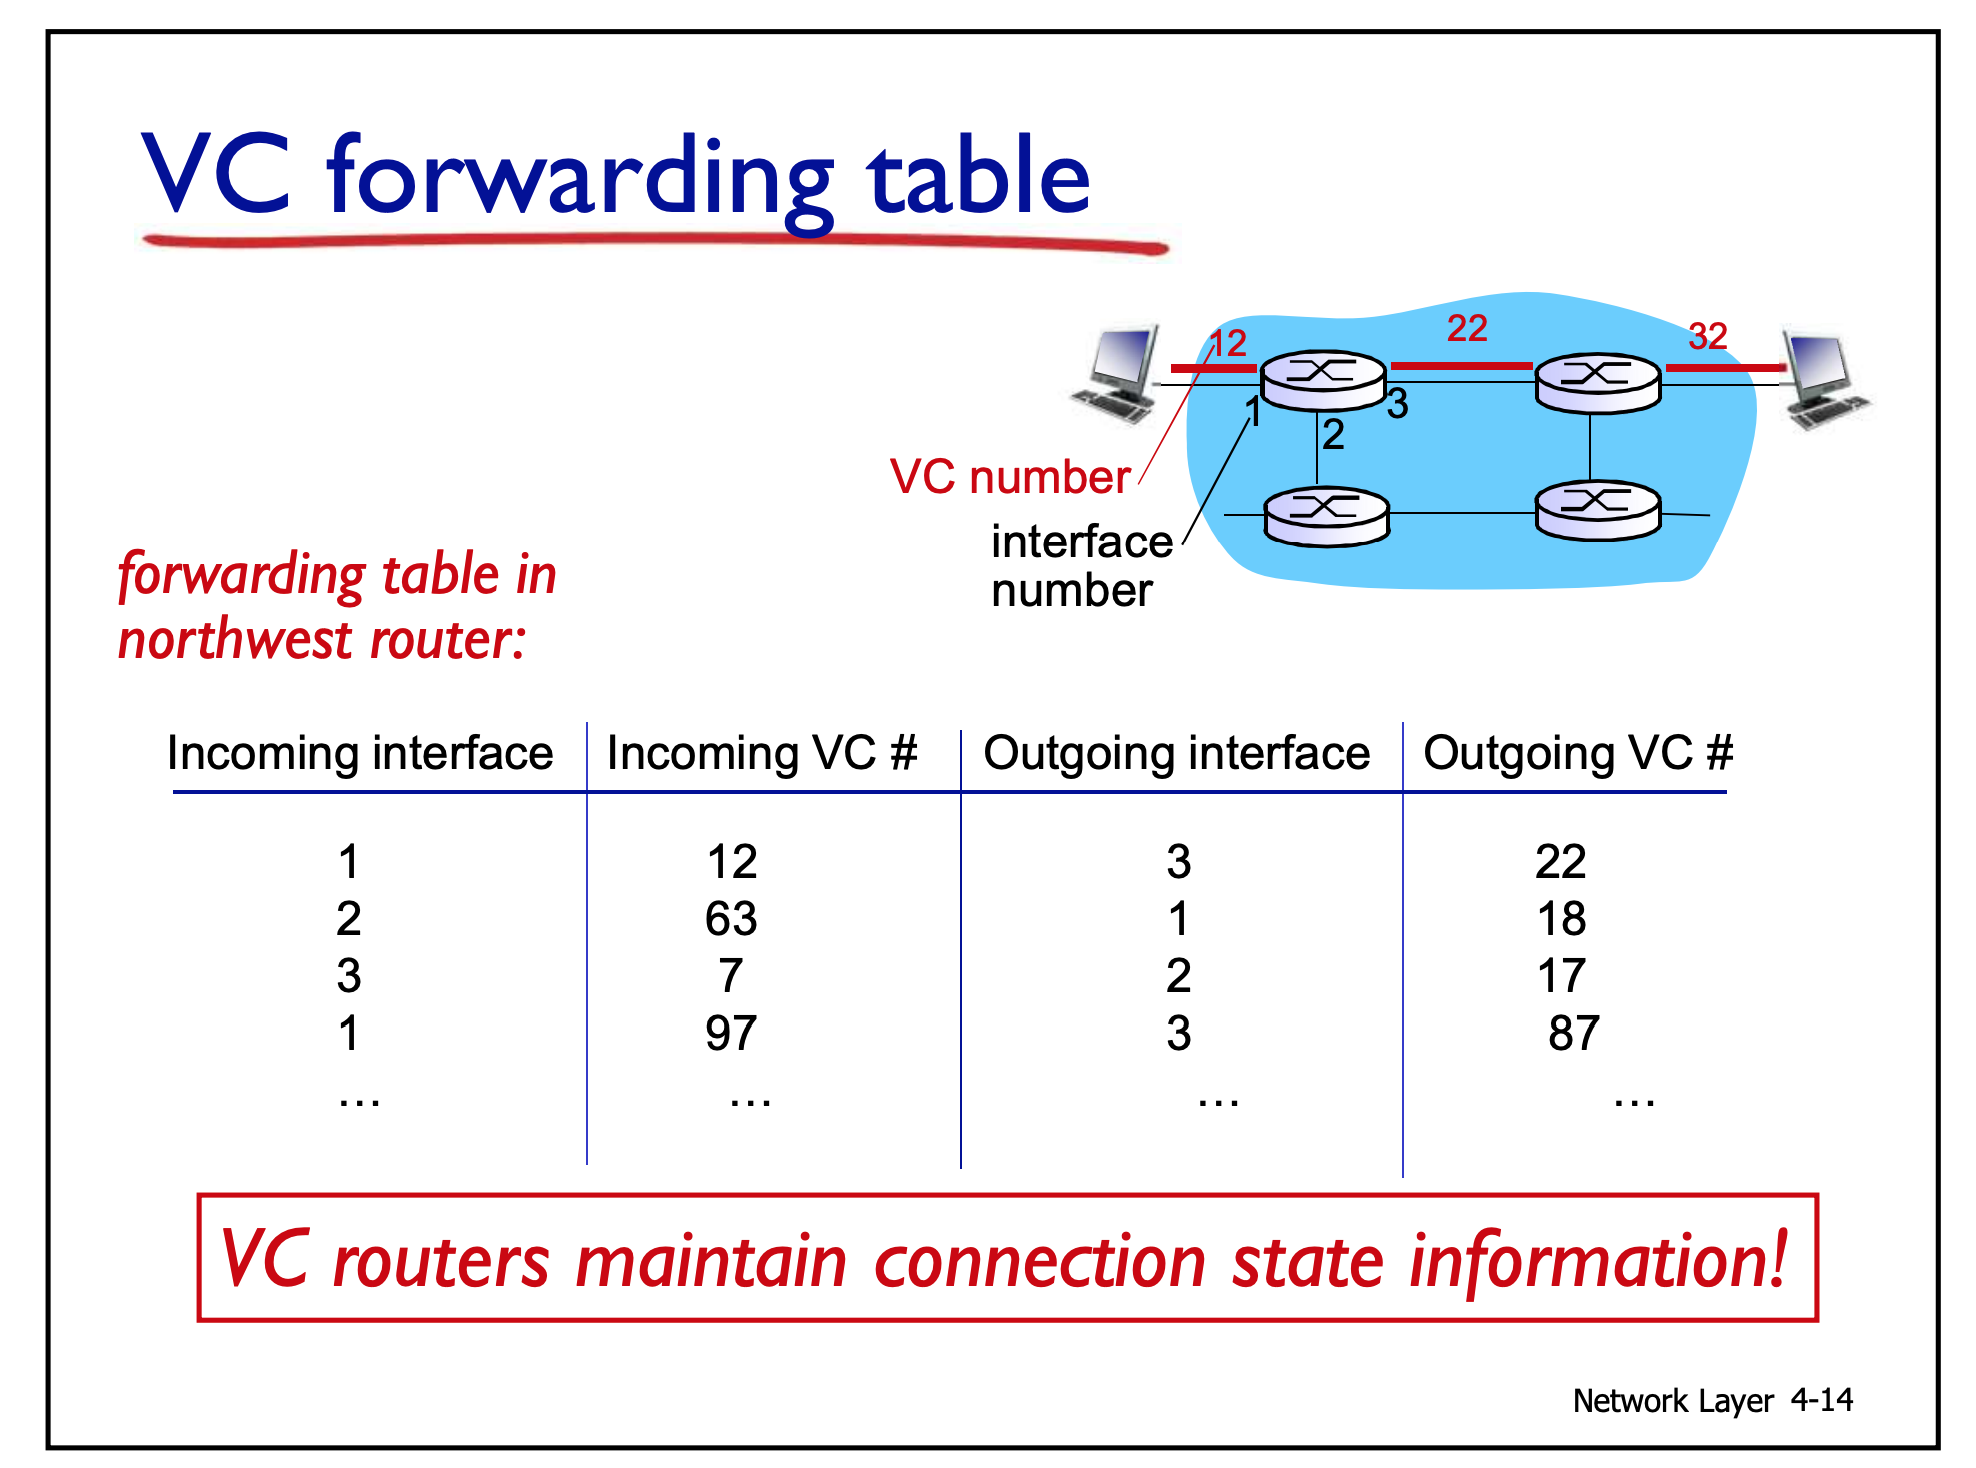 VC forwarding table
12
22
32
1
2
3
VC number
interface
number
forwarding table in
northwest router:
Incoming interface Incoming VC # Outgoing interface Outgoing VC #
1 12 3 22
2 63 1 18
3 7 2 17
1 97 3 87
... ... ... ...
VC routers maintain connection state information!
Network Layer 4-14